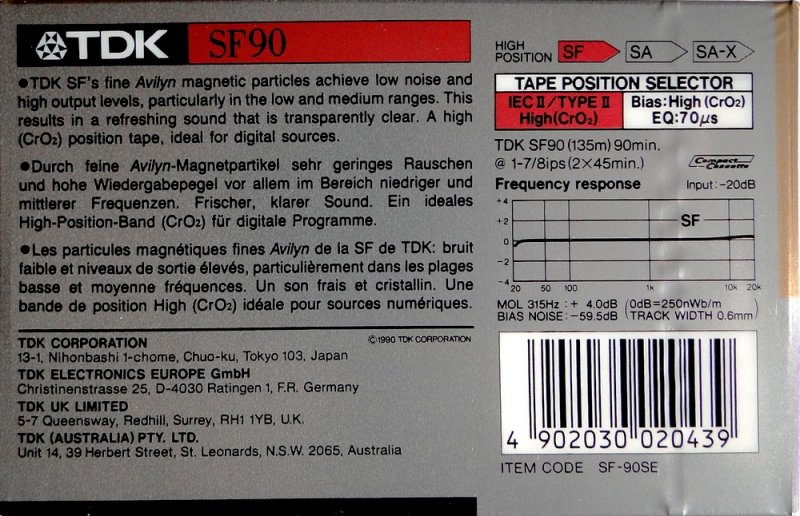 TDK SF90
●TDK SF's fine Avilyn magnetic particles achieve low noise and
high output levels, particularly in the low and medium ranges. This
results in a refreshing sound that is transparently clear. A high
(CrO₂) position tape, ideal for digital sources.
●Durch feine Avilyn-Magnetpartikel sehr geringes Rauschen
und hohe Wiedergabepegel vor allem im Bereich niedriger und
mittlerer Frequenzen. Frischer, klarer Sound. Ein ideales
High-Position-Band (CrO₂) für digitale Programme.
●Les particules magnétiques fines Avilyn de la SF de TDK: bruit
faible et niveaux de sortie élevés, particulièrement dans les plages
basse et moyenne fréquences. Un son frais et cristallin. Une
bande de position High (CrO₂) idéale pour sources numériques.
TDK CORPORATION ©1990 TDK CORPORATION
13-1, Nihonbashi 1-chome, Chuo-ku, Tokyo 103, Japan
TDK ELECTRONICS EUROPE GmbH
Christinenstrasse 25, D-4030 Ratingen 1, F.R. Germany
TDK UK LIMITED
5-7 Queensway, Redhill, Surrey, RH1 1YB, U.K.
TDK (AUSTRALIA) PTY. LTD.
Unit 14, 39 Herbert Street, St. Leonards, N.S.W. 2065, Australia
HIGH
POSITION SF SA SA-X
TAPE POSITION SELECTOR
IEC II/TYPE II
High(CrO₂)
Bias:High (CrO₂)
EQ:70μs
TDK SF90 (135m) 90min.
@ 1-7/8ips (2×45min.) Compact Cassette
Frequency response Input:-20dB
+4
+2
0
-2
-4
SF
20 50 100 1k 10k 20k
MOL 315Hz : + 4.0dB (0dB=250nWb/m
BIAS NOISE : -59.5dB TRACK WIDTH 0.6mm)
4 902030 020439
ITEM CODE SF-90SE